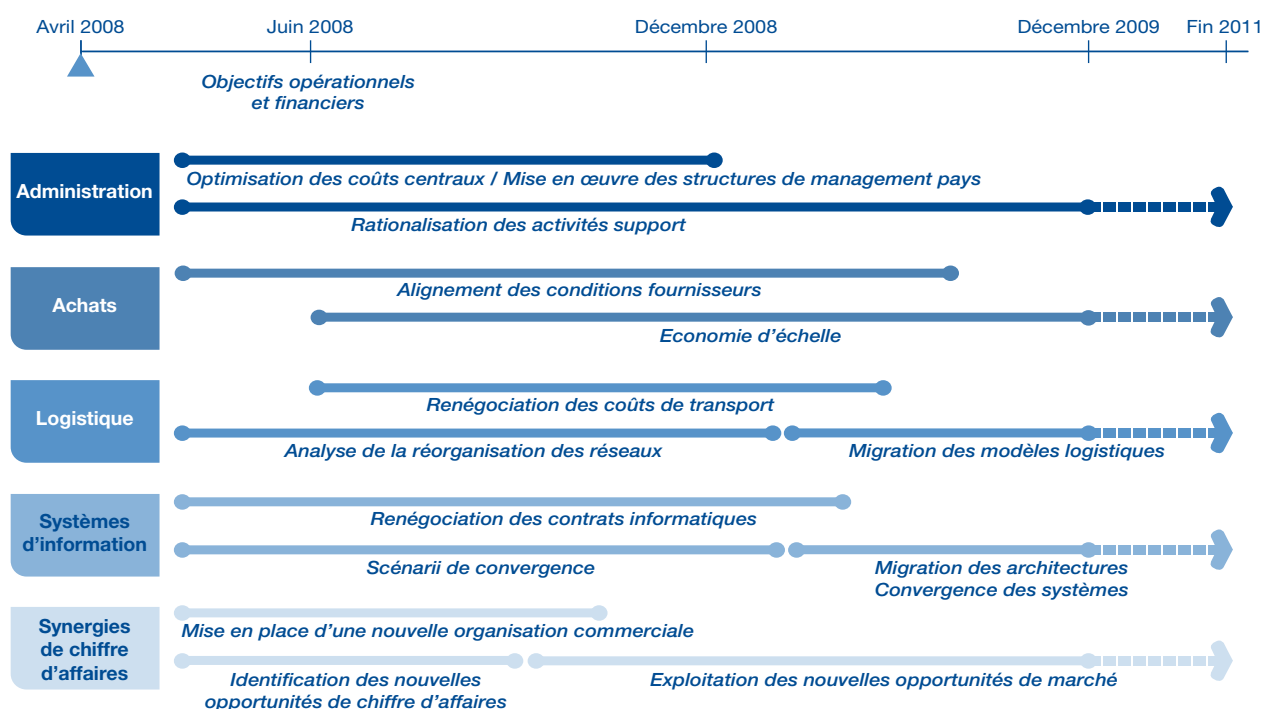 Avril 2008
Juin 2008
Décembre 2008
Décembre 2009
Fin 2011
Objectifs opérationnels
et financiers
Administration
Optimisation des coûts centraux / Mise en œuvre des structures de management pays
Rationalisation des activités support
Achats
Alignement des conditions fournisseurs
Economie d’échelle
Logistique
Renégociation des coûts de transport
Analyse de la réorganisation des réseaux
Migration des modèles logistiques
Systèmes
d’information
Renégociation des contrats informatiques
Scénarii de convergence
Migration des architectures
Convergence des systèmes
Synergies
de chiffre
d’affaires
Mise en place d’une nouvelle organisation commerciale
Identification des nouvelles
opportunités de chiffre d’affaires
Exploitation des nouvelles opportunités de marché